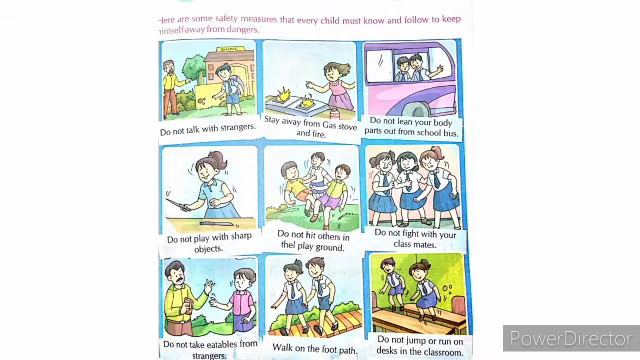 Here are some safety measures that every child must know and follow to keep
himself away from dangers.
Do not talk with strangers.
Stay away from Gas stove
and fire.
Do not lean your body
parts out from school bus.
Do not play with sharp
objects.
Do not hit others in
thel play ground.
Do not fight with your
class mates.
Do not take eatables from
strangers.
Walk on the foot path.
Do not jump or run on
desks in the classroom.
PowerDirector